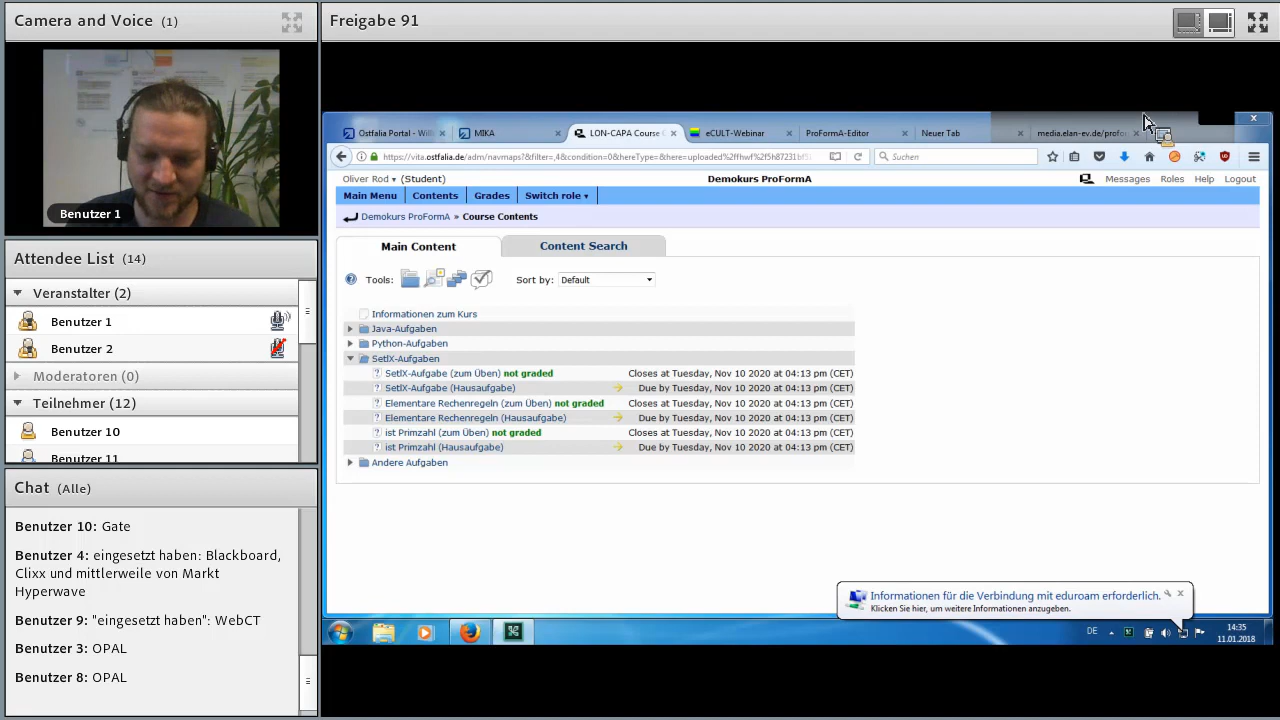 Camera and Voice (1)
Benutzer 1
Attendee List (14)
Veranstalter (2)
Benutzer 1
Benutzer 2
Moderatoren (0)
Teilnehmer (12)
Benutzer 10
Benutzer 11
Chat (Alle)
Benutzer 10: Gate
Benutzer 4: eingesetzt haben: Blackboard,
Clixx und mittlerweile von Markt
Hyperwave
Benutzer 9: "eingesetzt haben": WebCT
Benutzer 3: OPAL
Benutzer 8: OPAL
Freigabe 91
Ostfalia Portal - Will
MIKA
LON-CAPA Course
eCULT-Webinar
ProFormA-Editor
Neuer Tab
media.elan-ev.de/profo
https://vita.ostfalia.de/adm/navmaps?&filter=,4&condition=0&hereType=&here=uploaded%2Ffhwf%2f5h87231bf5
Suchen
Oliver Rod (Student)
Demokurs ProFormA
Messages Roles Help Logout
Main Menu Contents Grades Switch role
Demokurs ProFormA » Course Contents
Main Content Content Search
Tools: Sort by: Default
Informationen zum Kurs
Java-Aufgaben
Python-Aufgaben
SetlX-Aufgaben
SetlX-Aufgabe (zum Üben) not graded Closes at Tuesday, Nov 10 2020 at 04:13 pm (CET)
SetlX-Aufgabe (Hausaufgabe) Due by Tuesday, Nov 10 2020 at 04:13 pm (CET)
Elementare Rechenregeln (zum Üben) not graded Closes at Tuesday, Nov 10 2020 at 04:13 pm (CET)
Elementare Rechenregeln (Hausaufgabe) Due by Tuesday, Nov 10 2020 at 04:13 pm (CET)
ist Primzahl (zum Üben) not graded Closes at Tuesday, Nov 10 2020 at 04:13 pm (CET)
ist Primzahl (Hausaufgabe) Due by Tuesday, Nov 10 2020 at 04:13 pm (CET)
Andere Aufgaben
Informationen für die Verbindung mit eduroam erforderlich.
Klicken Sie hier, um weitere Informationen anzugeben.
DE
14:35
11.01.2018